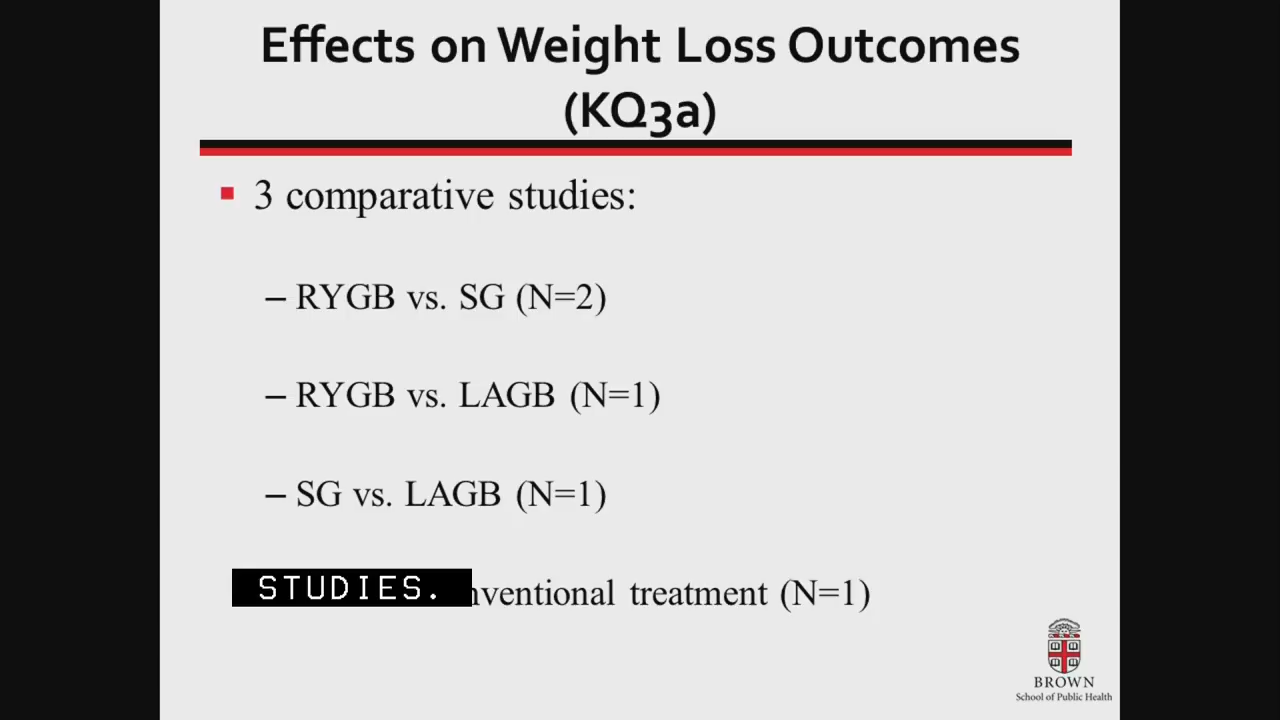 Effects on Weight Loss Outcomes
(KQ3a)
▪ 3 comparative studies:
– RYGB vs. SG (N=2)
– RYGB vs. LAGB (N=1)
– SG vs. LAGB (N=1)
STUDIES. treatment (N=1)
BROWN
School of Public Health